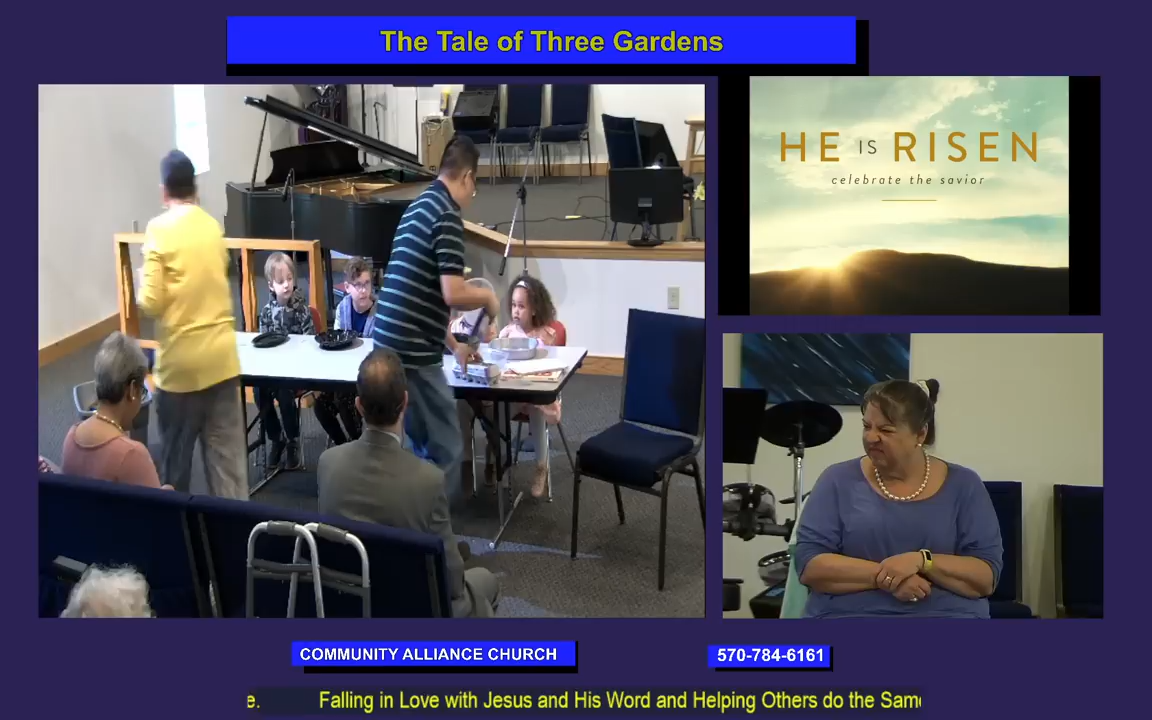 The Tale of Three Gardens
HE IS RISEN
celebrate the savior
COMMUNITY ALLIANCE CHURCH
570-784-6161
e. Falling in Love with Jesus and His Word and Helping Others do the Same